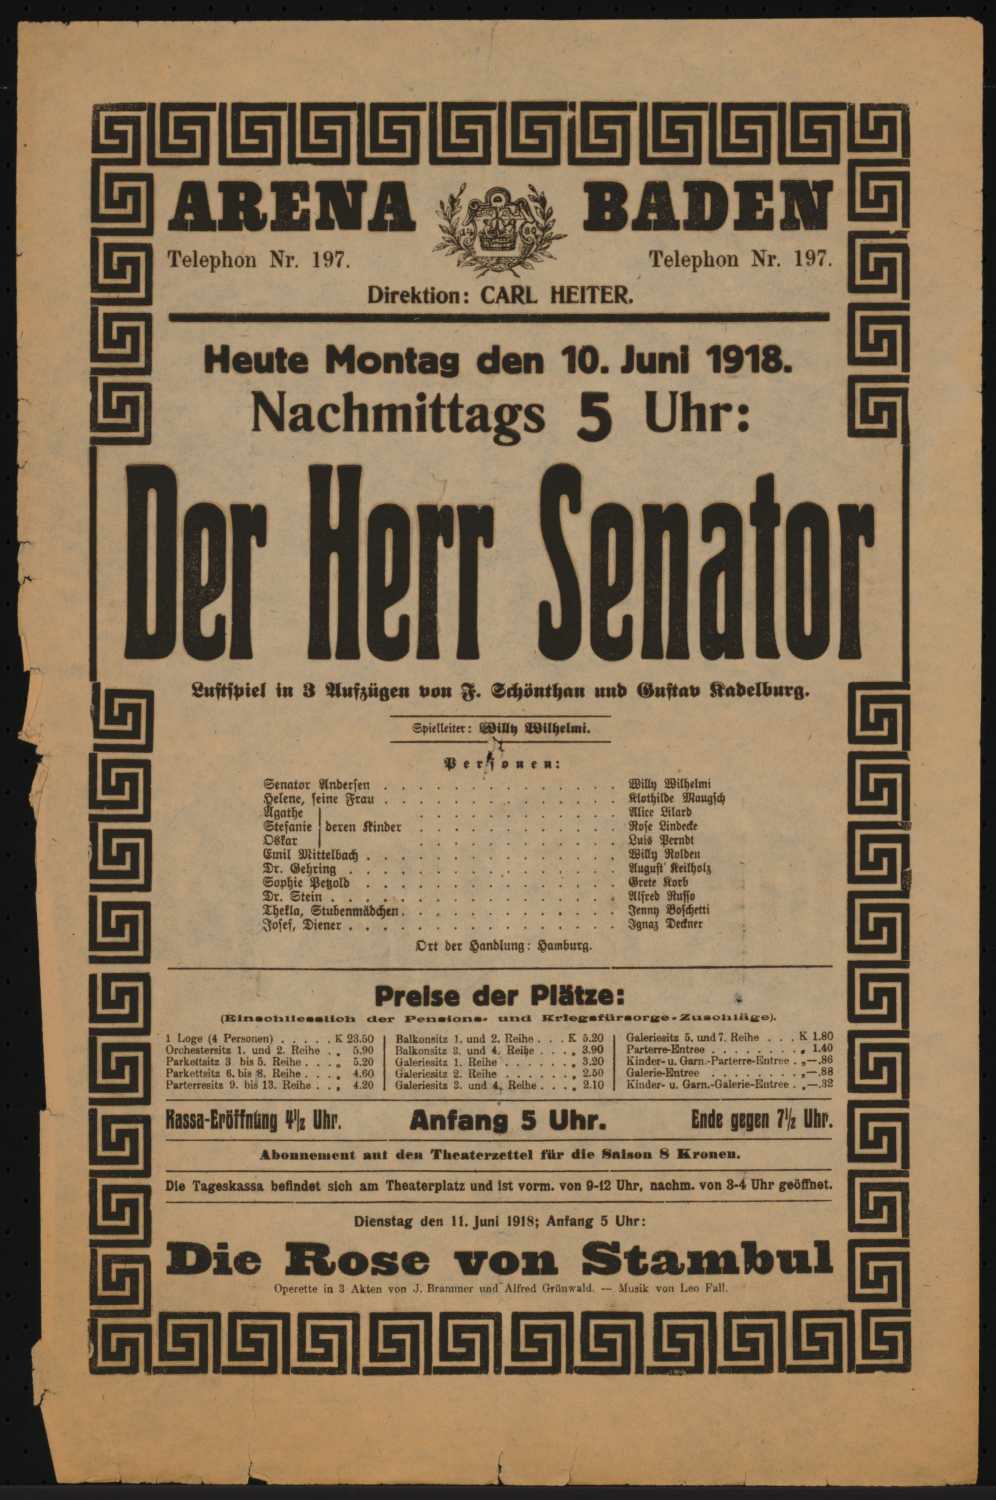 ARENA BADEN
Telephon Nr. 197. Telephon Nr. 197.
Direktion: CARL HEITER.
Heute Montag den 10. Juni 1918.
Nachmittags 5 Uhr:
Der Herr Senator
Lustspiel in 3 Aufzügen von F. Schönthan und Gustav Kadelburg.
Spielleiter: Willy Wilhelmi.
Personen:
Senator Andersen . . . . . . . . . . . . . Willy Wilhelmi
Helene, seine Frau . . . . . . . . . . . . . Klothilde Maugsch
Agathe . . . . . . . . Alice Lilard
Stefanie deren Kinder . . . . . . . . Rose Lindecke
Oskar . . . . . . . . Luis Perndt
Emil Mittelbach . . . . . . . . . . . . . Willy Rolden
Dr. Gehring . . . . . . . . . . . . . August Keilholz
Sophie Petzold . . . . . . . . . . . . . Grete Korb
Dr. Stein . . . . . . . . . . . . . Alfred Russo
Thekla, Stubenmädchen . . . . . . . . . . Jenny Boschetti
Josef, Diener . . . . . . . . . . . . . Ignaz Deckner
Ort der Handlung: Hamburg.
Preise der Plätze:
(Einschliesslich der Pensions- und Kriegsfürsorge-Zuschläge).
1 Loge (4 Personen) . . . . . K 23.50
Orchestersitz 1. und 2. Reihe . . „ 5.90
Parkettsitz 3. bis 5. Reihe . . . „ 5.20
Parkettsitz 6. bis 8. Reihe . . . „ 4.60
Parterresitz 9. bis 13. Reihe . . „ 4.20
Balkonsitz 1. und 2. Reihe . . . K 5.20
Balkonsitz 3. und 4. Reihe . . . „ 3.90
Galeriesitz 1. Reihe . . . . . . „ 3.20
Galeriesitz 2. Reihe . . . . . . „ 2.50
Galeriesitz 3. und 4. Reihe . . . „ 2.10
Galeriesitz 5. und 7. Reihe . . . K 1.80
Parterre-Entree . . . . . . . . „ 1.40
Kinder- u. Garn.-Parterre-Entree . „—.86
Galerie-Entree . . . . . . . . „—.88
Kinder- u. Garn.-Galerie-Entree . „—.32
Kassa-Eröffnung 4½ Uhr. Anfang 5 Uhr. Ende gegen 7½ Uhr.
Abonnement auf den Theaterzettel für die Saison 8 Kronen.
Die Tageskassa befindet sich am Theaterplatz und ist vorm. von 9-12 Uhr, nachm. von 3-4 Uhr geöffnet.
Dienstag den 11. Juni 1918; Anfang 5 Uhr:
Die Rose von Stambul
Operette in 3 Akten von J. Brammer und Alfred Grünwald. — Musik von Leo Fall.